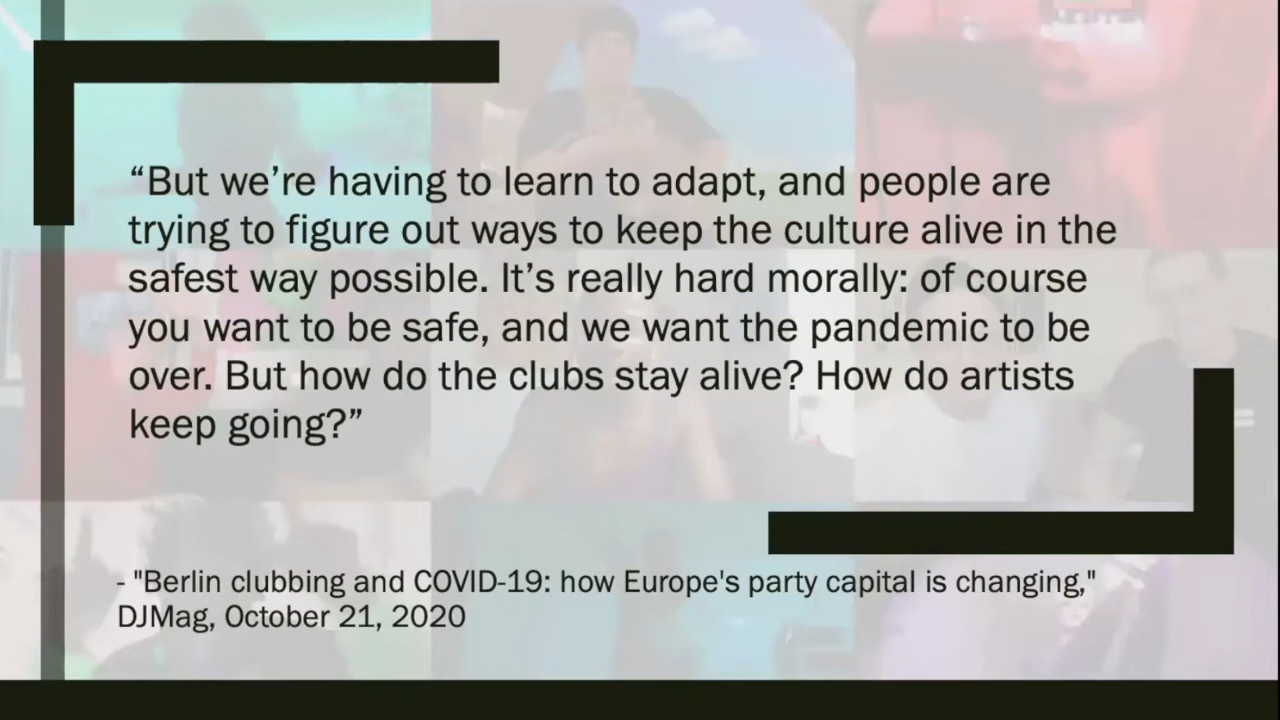 “But we’re having to learn to adapt, and people are
trying to figure out ways to keep the culture alive in the
safest way possible. It’s really hard morally: of course
you want to be safe, and we want the pandemic to be
over. But how do the clubs stay alive? How do artists
keep going?”
- "Berlin clubbing and COVID-19: how Europe's party capital is changing,"
DJMag, October 21, 2020